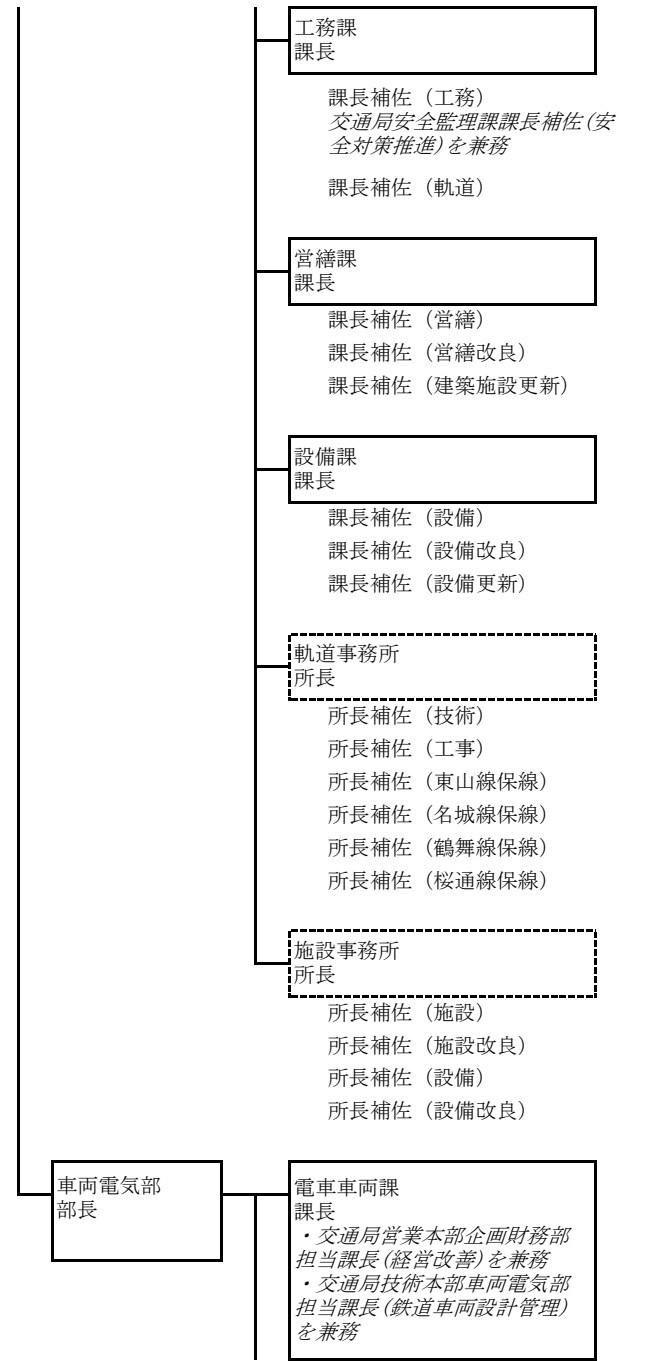 工務課
課長
課長補佐（工務）
交通局安全監理課課長補佐(安
全対策推進)を兼務
課長補佐（軌道）
営繕課
課長
課長補佐（営繕）
課長補佐（営繕改良）
課長補佐（建築施設更新）
設備課
課長
課長補佐（設備）
課長補佐（設備改良）
課長補佐（設備更新）
軌道事務所
所長
所長補佐（技術）
所長補佐（工事）
所長補佐（東山線保線）
所長補佐（名城線保線）
所長補佐（鶴舞線保線）
所長補佐（桜通線保線）
施設事務所
所長
所長補佐（施設）
所長補佐（施設改良）
所長補佐（設備）
所長補佐（設備改良）
車両電気部
部長
電車車両課
課長
・交通局営業本部企画財務部
担当課長(経営改善)を兼務
・交通局技術本部車両電気部
担当課長(鉄道車両設計管理)
を兼務